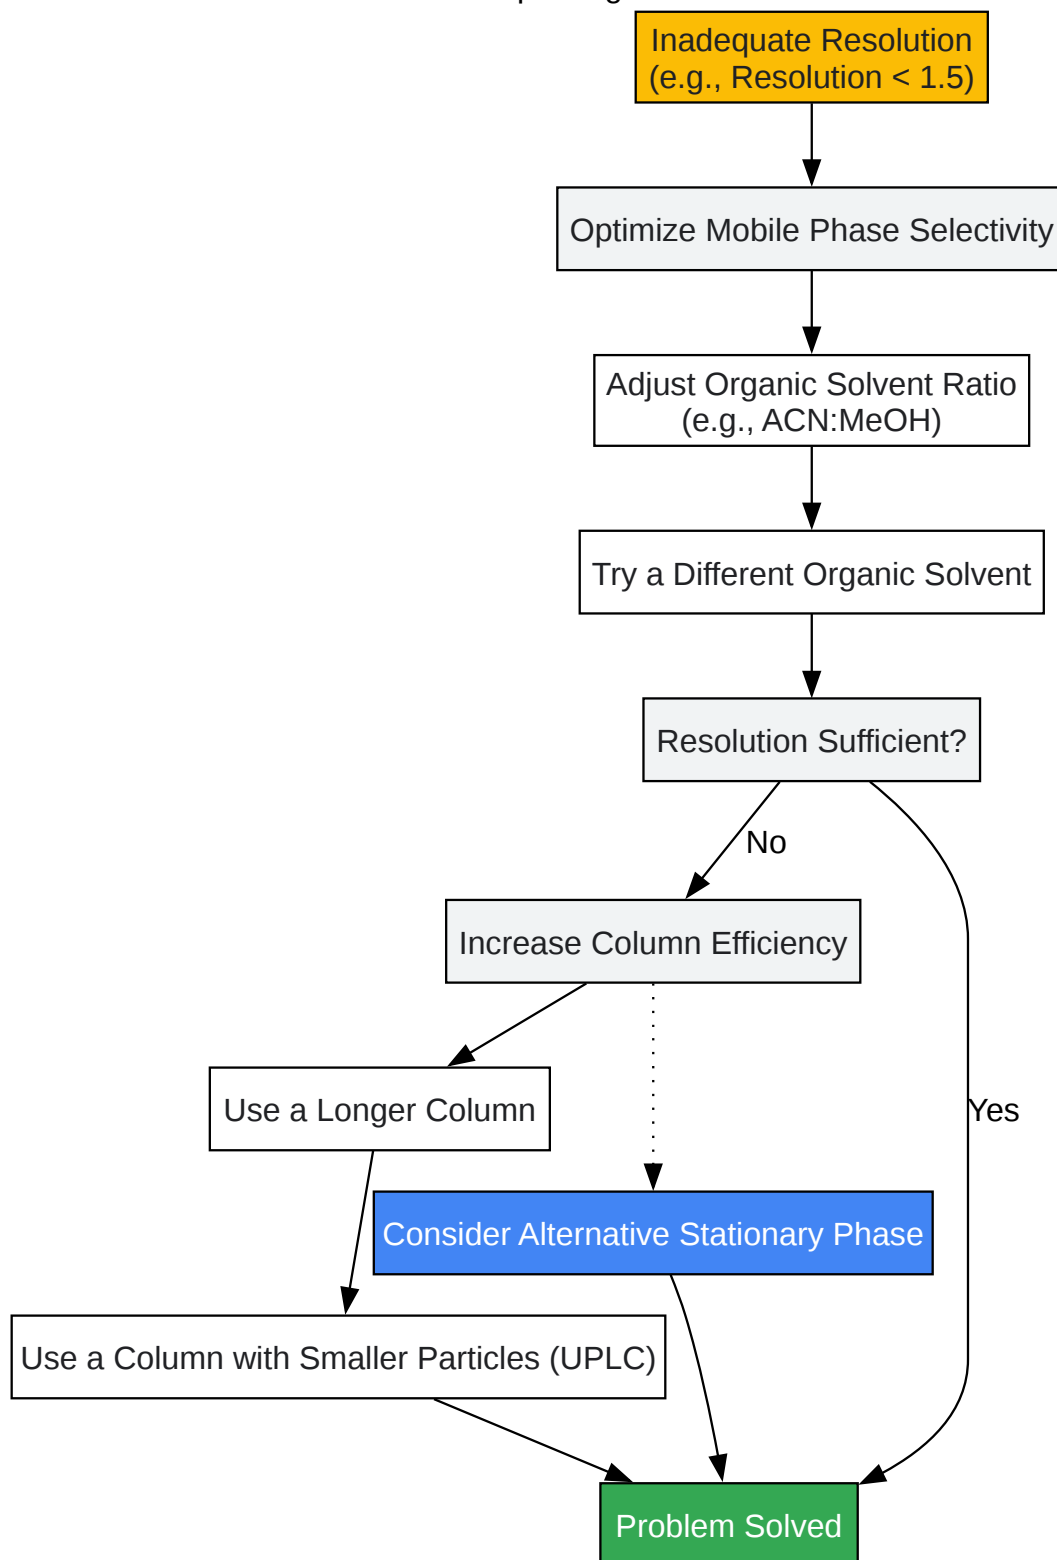 Inadequate Resolution
(e.g., Resolution < 1.5)
Optimize Mobile Phase Selectivity
Adjust Organic Solvent Ratio
(e.g., ACN:MeOH)
Try a Different Organic Solvent
Resolution Sufficient?
No
Increase Column Efficiency
Use a Longer Column
Yes
Consider Alternative Stationary Phase
Use a Column with Smaller Particles (UPLC)
Problem Solved